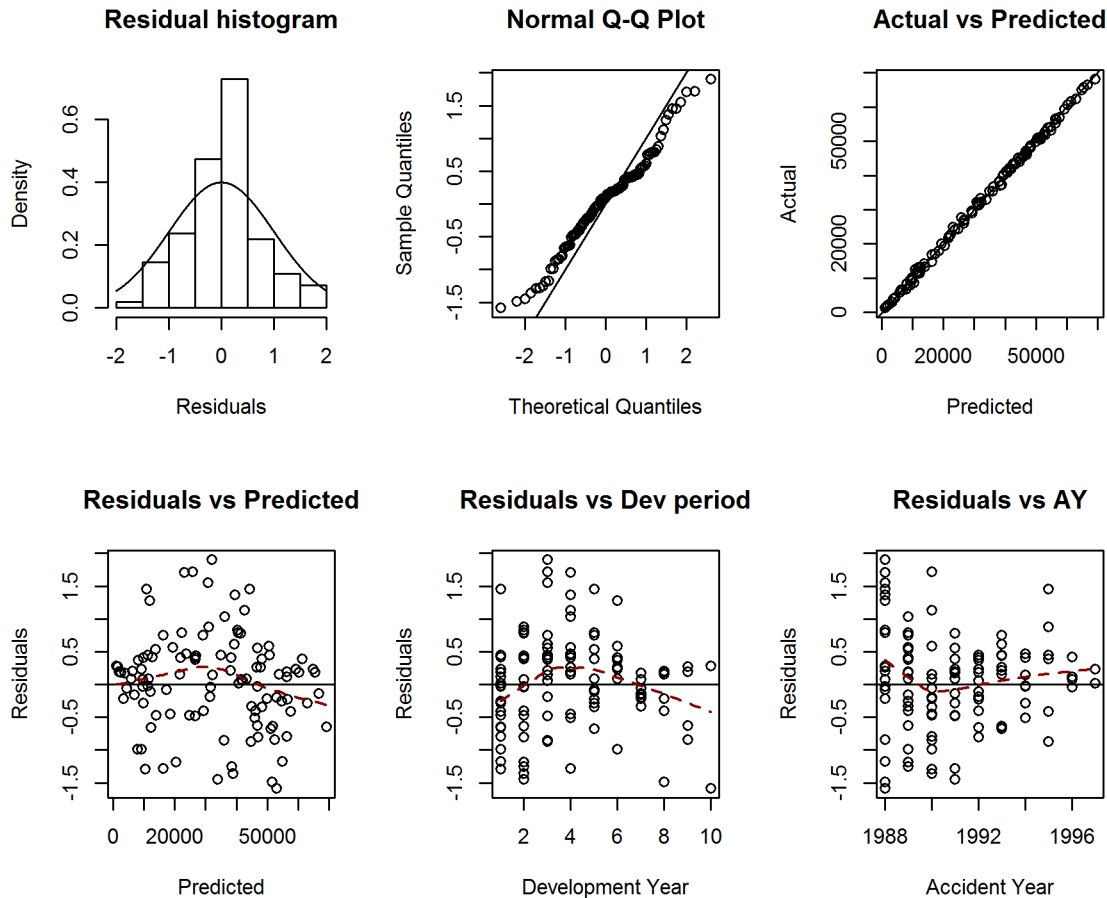 Residual histogram
Density
0.0 0.2 0.4 0.6
-2 -1 0 1 2
Residuals
Normal Q-Q Plot
Sample Quantiles
-1.5 -0.5 0.5 1.5
-2 -1 0 1 2
Theoretical Quantiles
Actual vs Predicted
Actual
0 20000 50000
0 20000 50000
Predicted
Residuals vs Predicted
Residuals
-1.5 -0.5 0.5 1.5
0 20000 50000
Predicted
Residuals vs Dev period
Residuals
-1.5 -0.5 0.5 1.5
2 4 6 8 10
Development Year
Residuals vs AY
Residuals
-1.5 -0.5 0.5 1.5
1988 1992 1996
Accident Year